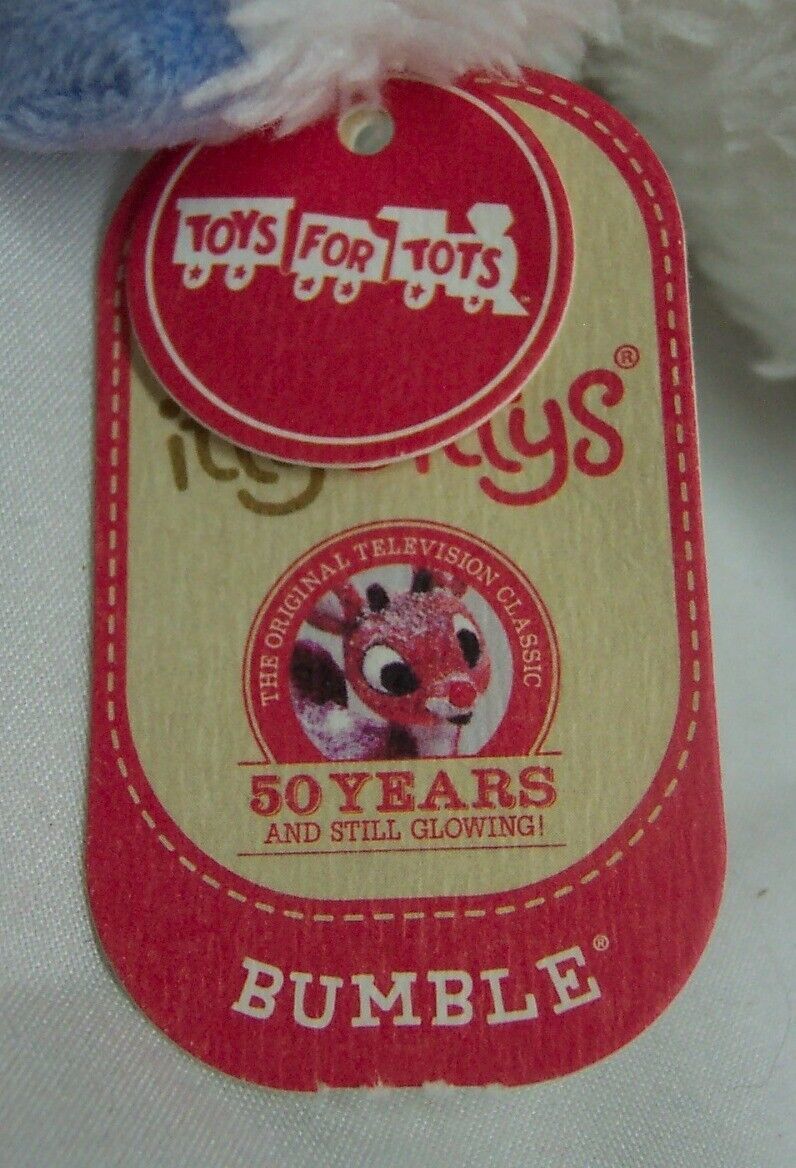 TOYS FOR TOTS
THE ORIGINAL TELEVISION CLASSIC
50 YEARS
AND STILL GLOWING!
BUMBLE®